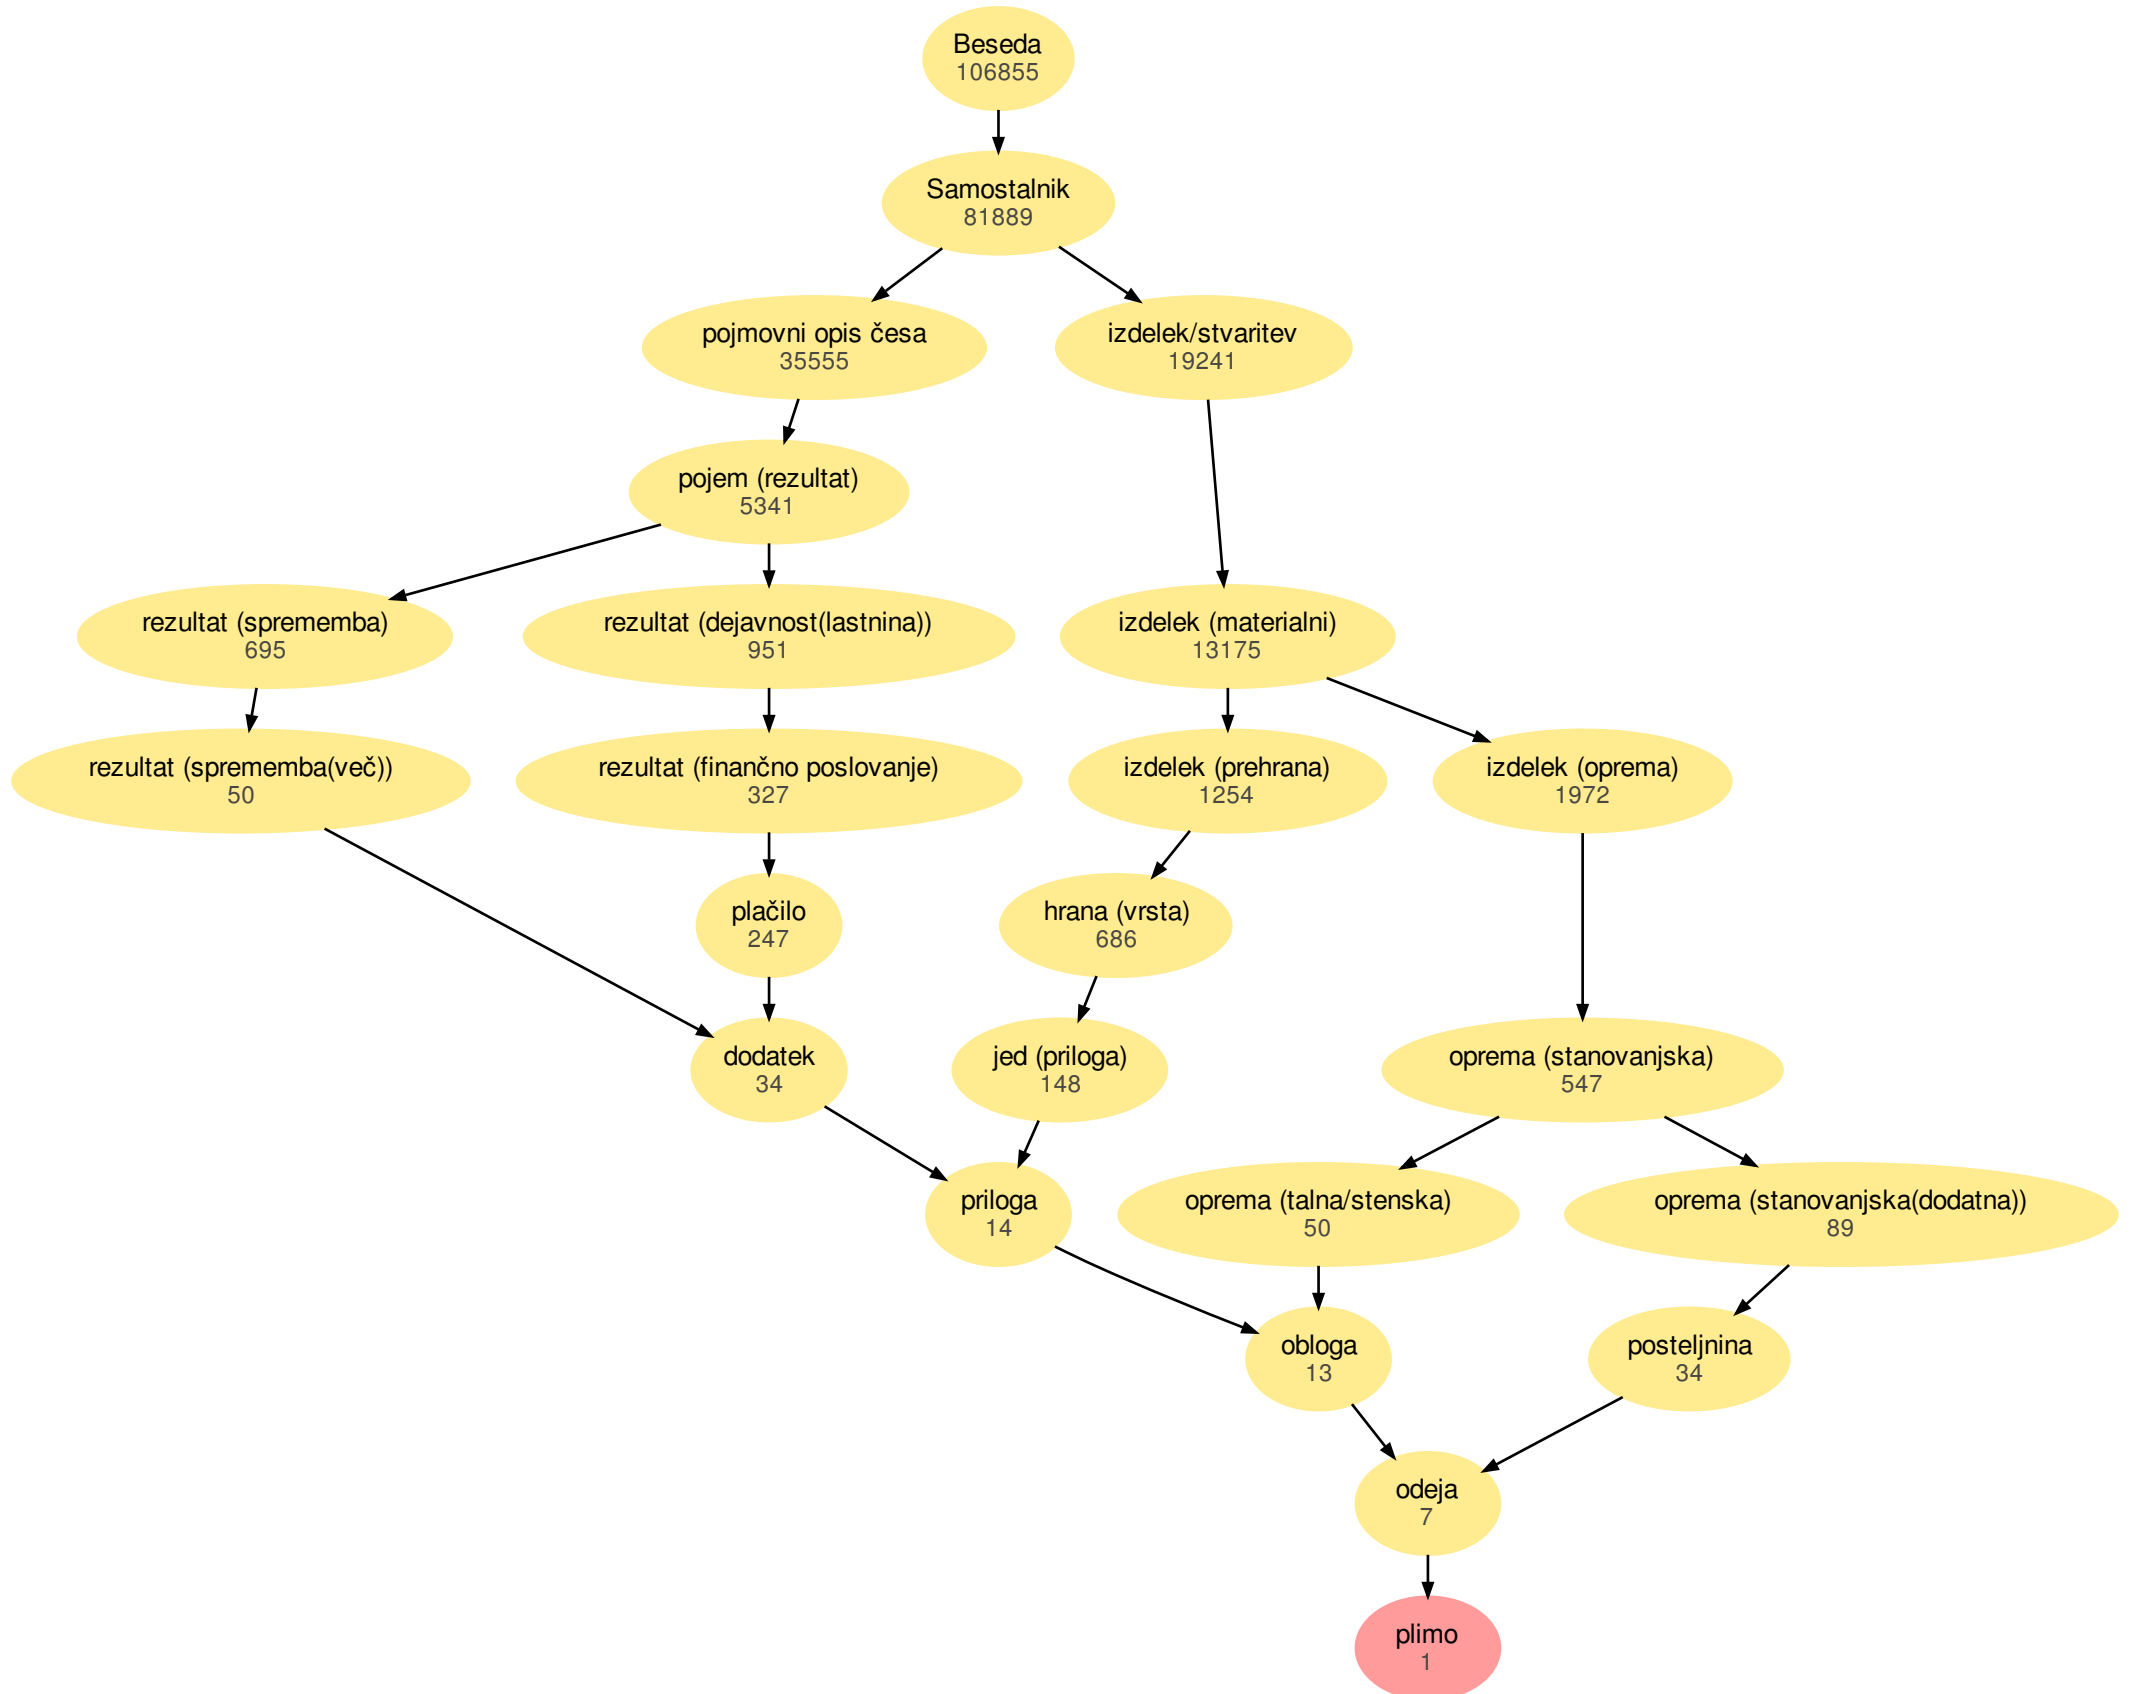 Beseda
106855
Samostalnik
81889
pojmovni opis česa
35555
izdelek/stvaritev
19241
pojem (rezultat)
5341
rezultat (sprememba)
695
rezultat (dejavnost(lastnina))
951
izdelek (materialni)
13175
rezultat (sprememba(več))
50
rezultat (finančno poslovanje)
327
izdelek (prehrana)
1254
izdelek (oprema)
1972
plačilo
247
hrana (vrsta)
686
dodatek
34
jed (priloga)
148
oprema (stanovanjska)
547
priloga
14
oprema (talna/stenska)
50
oprema (stanovanjska(dodatna))
89
obloga
13
posteljnina
34
odeja
7
plimo
1